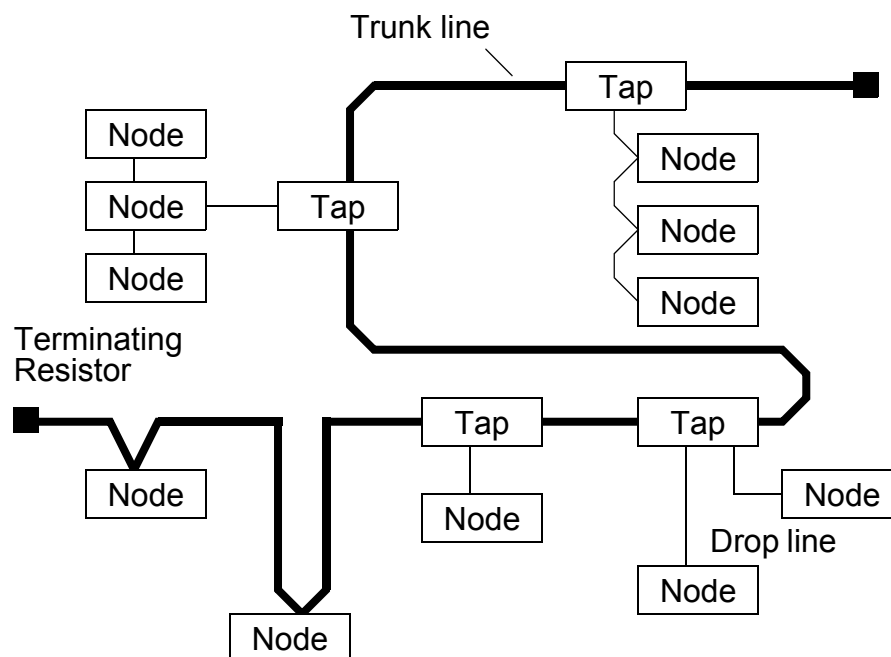 Trunk line
Tap
Node
Node
Node
Tap
Node
Node
Node
Terminating
Resistor
Tap
Tap
Node
Node
Node
Drop line
Node
Node